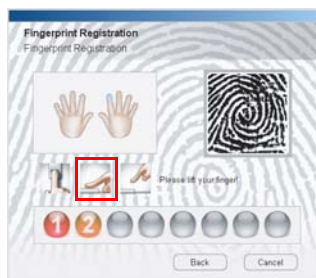 Fingerprint Registration
Fingerprint Registration
Please lift your finger!
1 2
Back Cancel